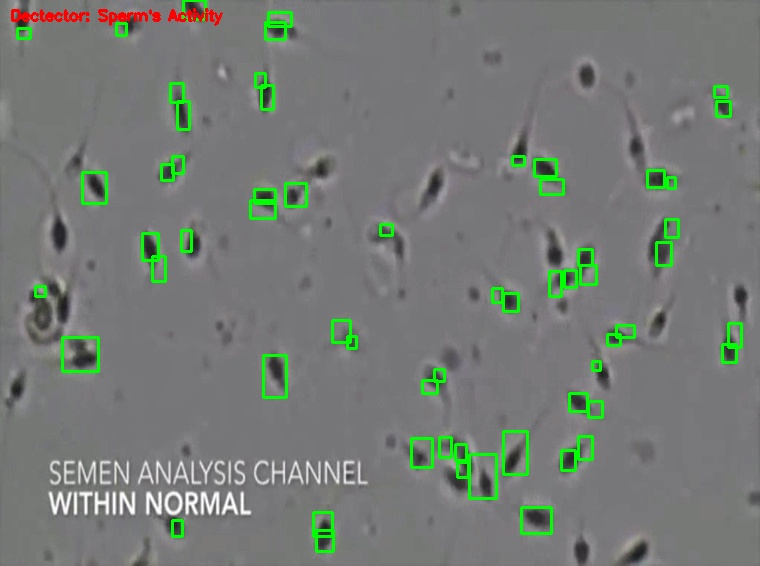 Dectector: Sperm's Activity
SEMEN ANALYSIS CHANNEL
WITHIN NORMAL